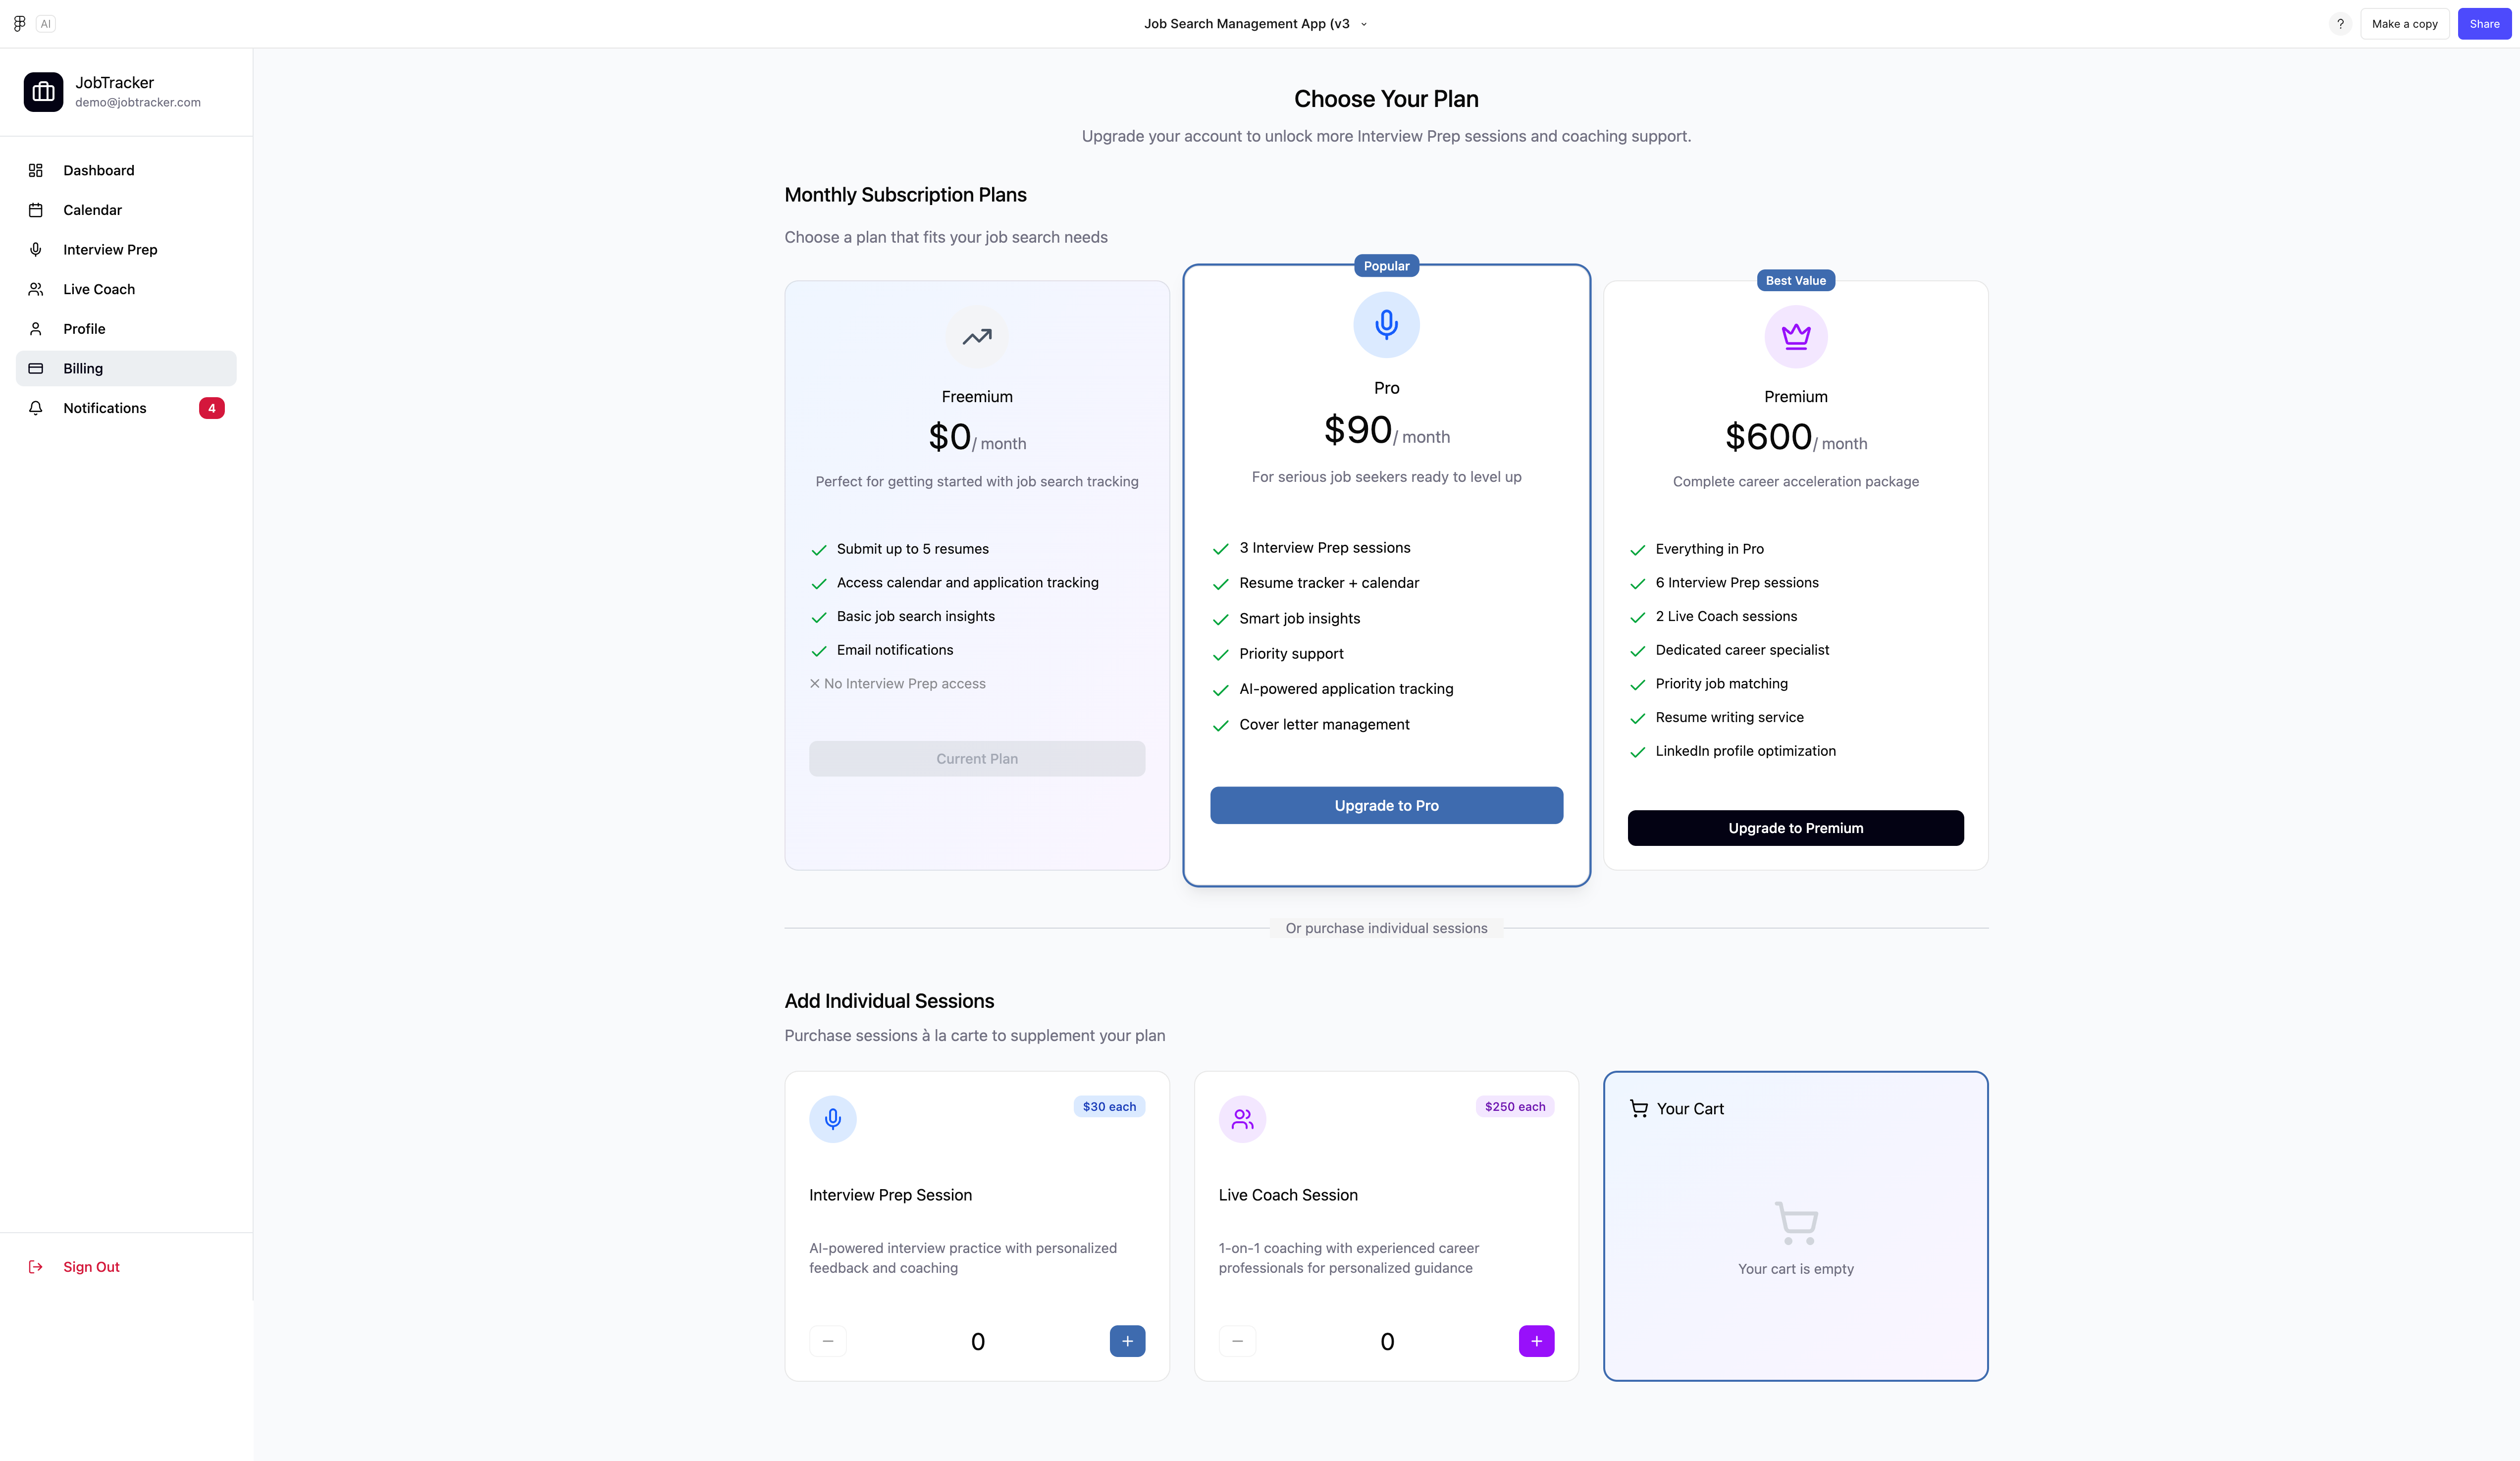 AI
Job Search Management App (v3
?
Make a copy
Share
JobTracker
demo@jobtracker.com
Dashboard
Calendar
Interview Prep
Live Coach
Profile
Billing
Notifications
4
Sign Out
Choose Your Plan
Upgrade your account to unlock more Interview Prep sessions and coaching support.
Monthly Subscription Plans
Choose a plan that fits your job search needs
Freemium
$0/ month
Perfect for getting started with job search tracking
Submit up to 5 resumes
Access calendar and application tracking
Basic job search insights
Email notifications
✕ No Interview Prep access
Current Plan
Popular
Pro
$90/ month
For serious job seekers ready to level up
3 Interview Prep sessions
Resume tracker + calendar
Smart job insights
Priority support
AI-powered application tracking
Cover letter management
Upgrade to Pro
Best Value
Premium
$600/ month
Complete career acceleration package
Everything in Pro
6 Interview Prep sessions
2 Live Coach sessions
Dedicated career specialist
Priority job matching
Resume writing service
LinkedIn profile optimization
Upgrade to Premium
Or purchase individual sessions
Add Individual Sessions
Purchase sessions à la carte to supplement your plan
$30 each
Interview Prep Session
AI-powered interview practice with personalized
feedback and coaching
0
$250 each
Live Coach Session
1-on-1 coaching with experienced career
professionals for personalized guidance
0
Your Cart
Your cart is empty